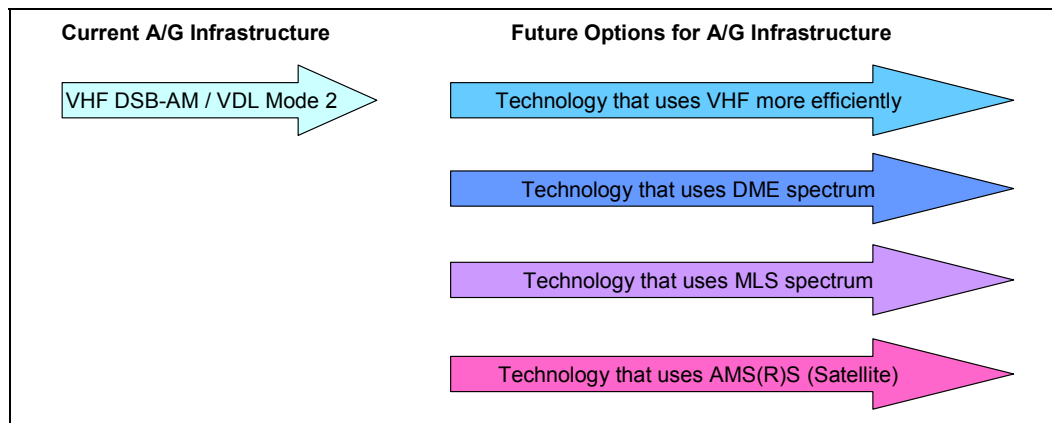 Current A/G Infrastructure
Future Options for A/G Infrastructure
VHF DSB-AM / VDL Mode 2
Technology that uses VHF more efficiently
Technology that uses DME spectrum
Technology that uses MLS spectrum
Technology that uses AMS(R)S (Satellite)